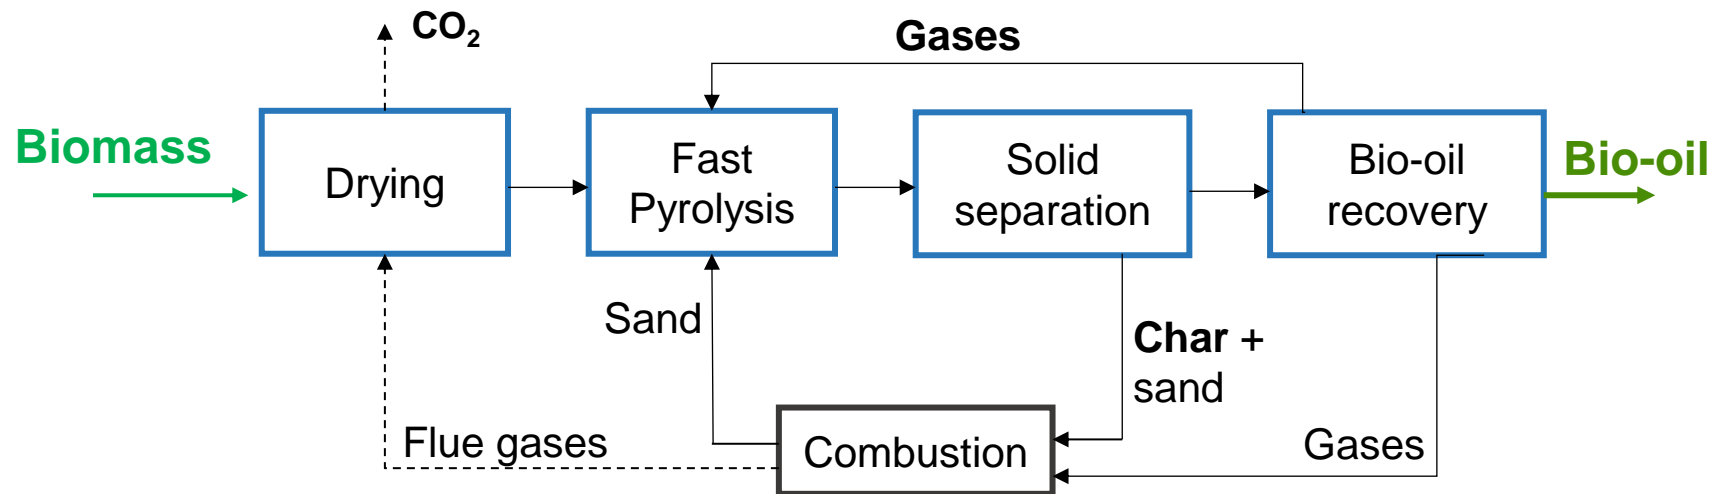 CO₂
Gases
Biomass
Drying
Fast
Pyrolysis
Solid
separation
Bio-oil
recovery
Bio-oil
Sand
Char +
sand
Flue gases
Combustion
Gases